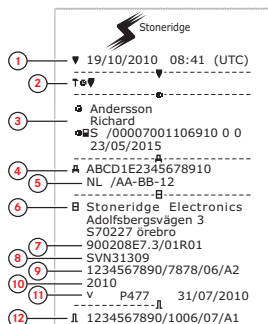 Stoneridge
1 ▼ 19/10/2010 08:41 (UTC)
2
3 Andersson
Richard
S /00007001106910 0 0
23/05/2015
4 A ABCD1E2345678910
5 NL /AA-BB-12
6 Stoneridge Electronics
Adolfsbergsvägen 3
S70227 örebro
7 900208E7.3/01R01
8 SVN31309
9 1234567890/7878/06/A2
10 2010
11 v P477 31/07/2010
12 1234567890/1006/07/A1